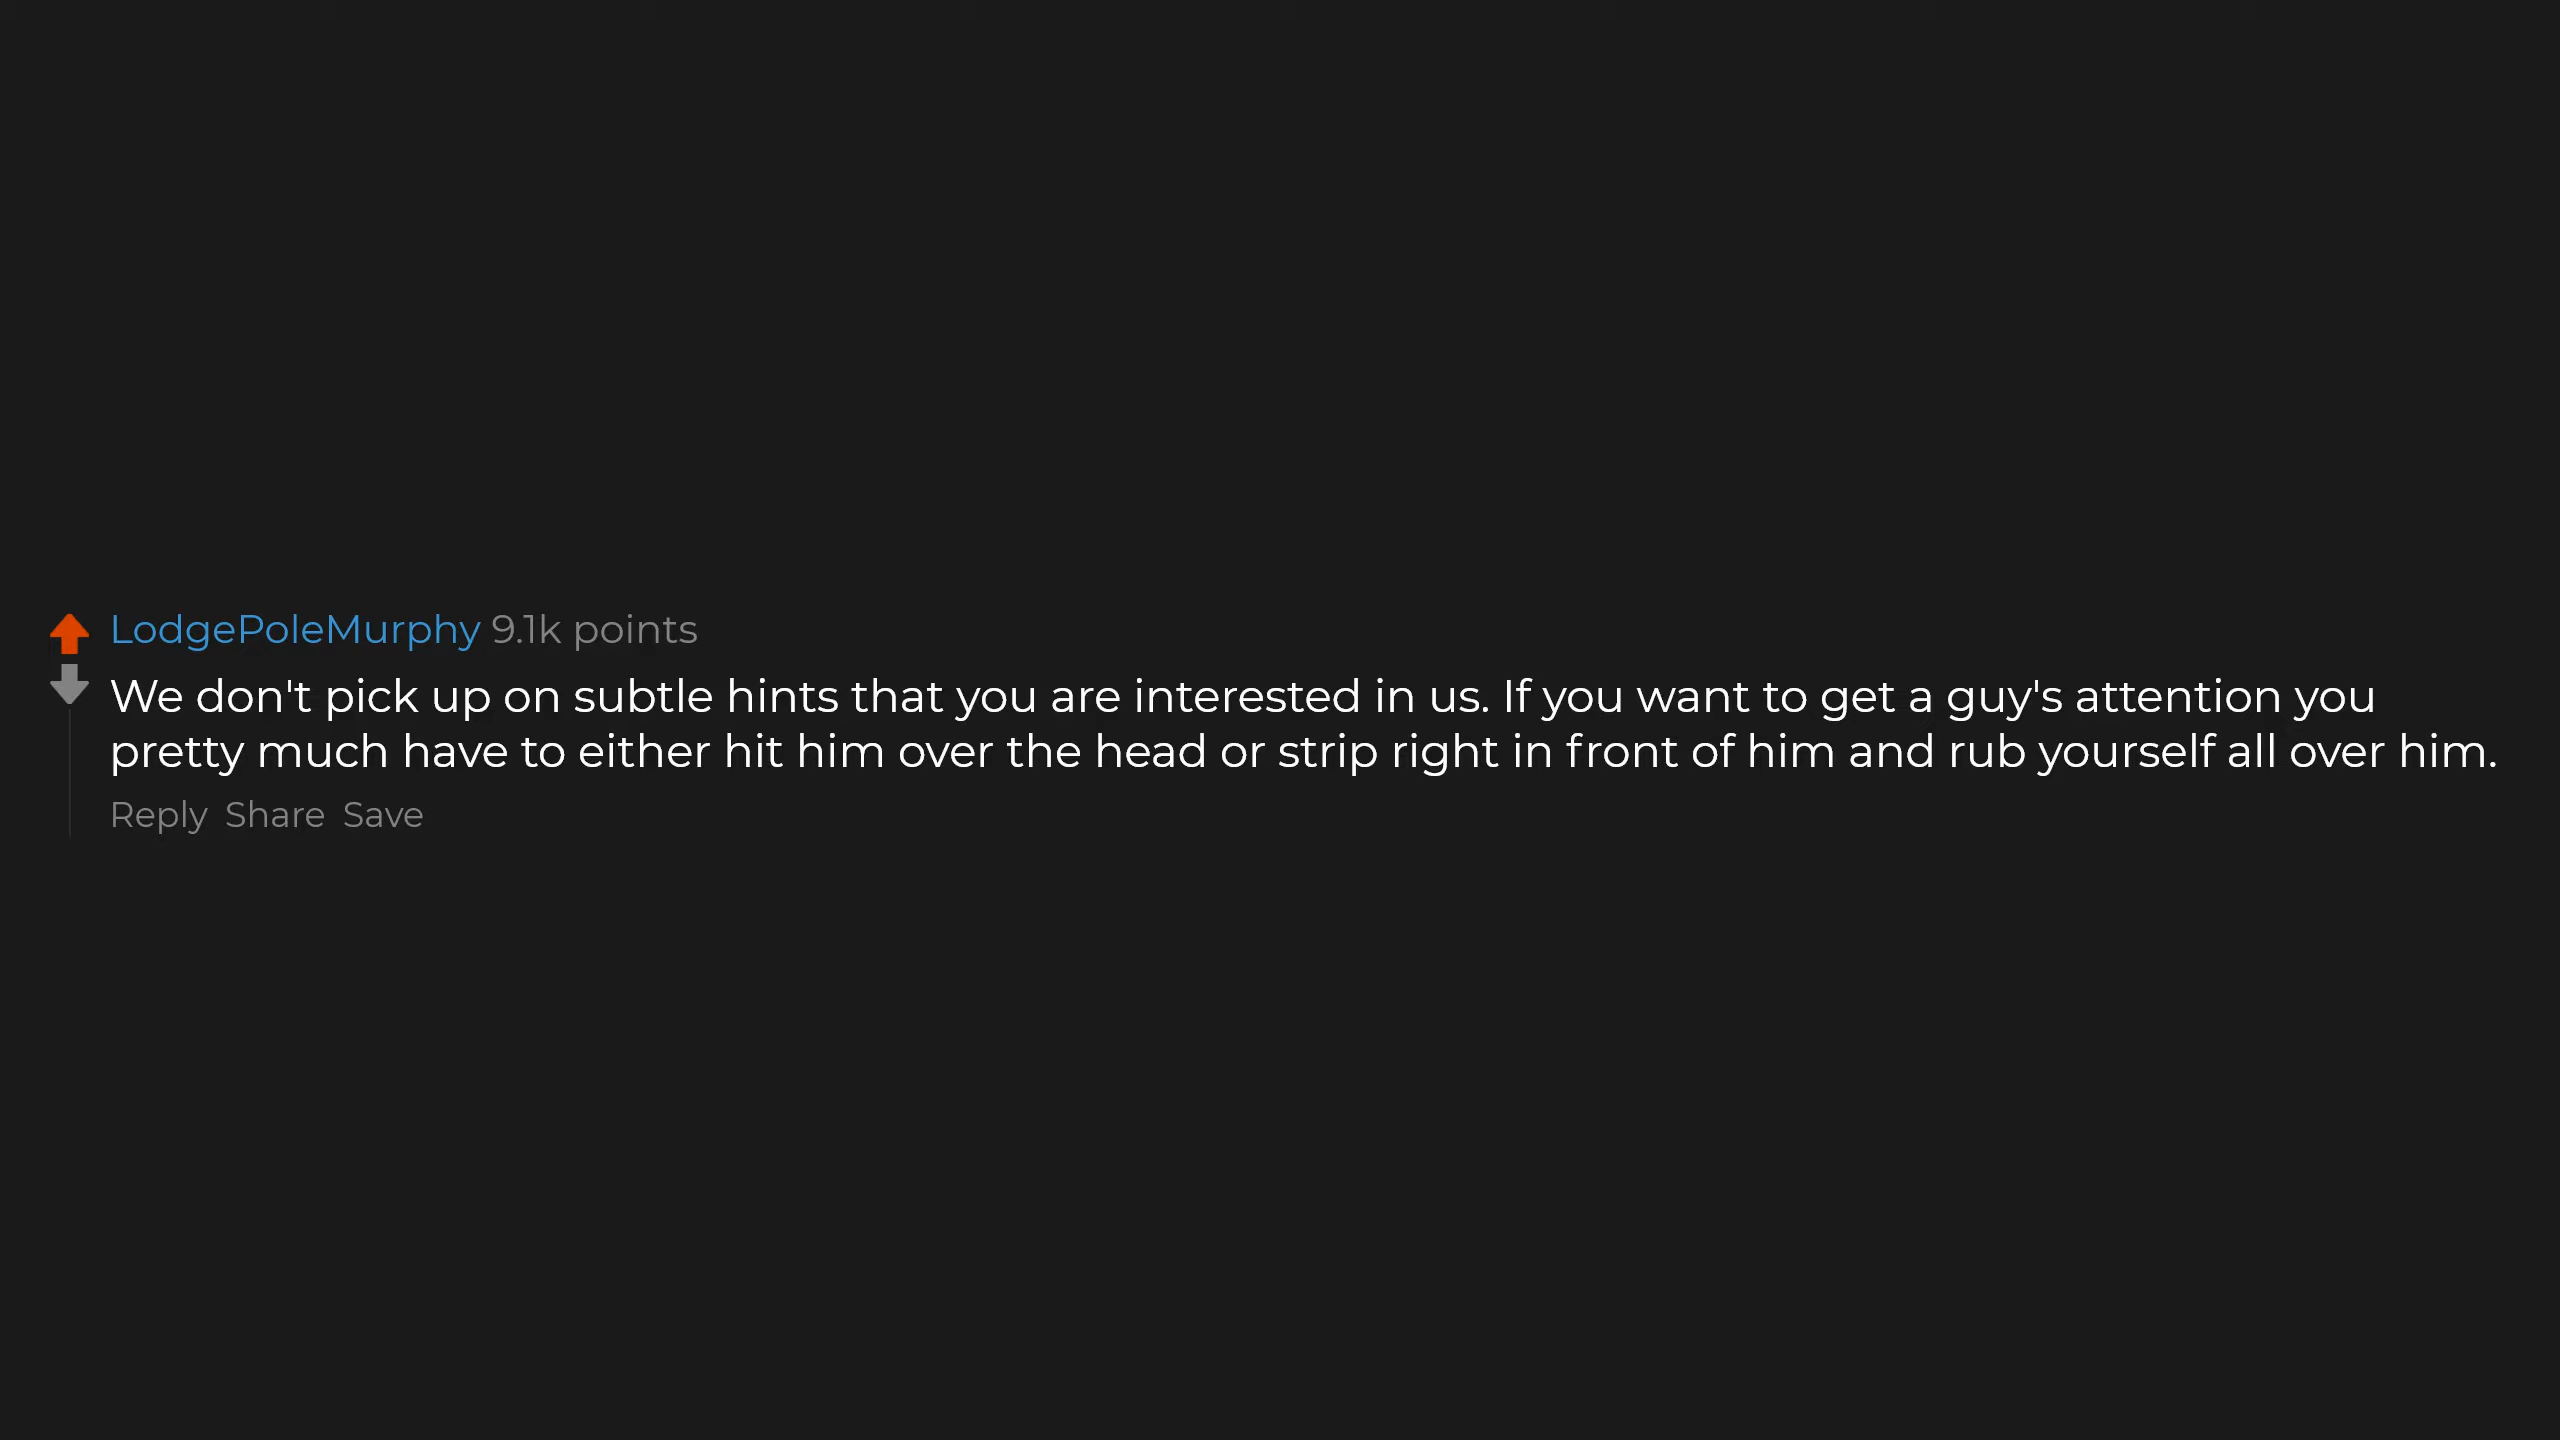 LodgePoleMurphy 9.1k points
We don't pick up on subtle hints that you are interested in us. If you want to get a guy's attention you
pretty much have to either hit him over the head or strip right in front of him and rub yourself all over him.
Reply Share Save